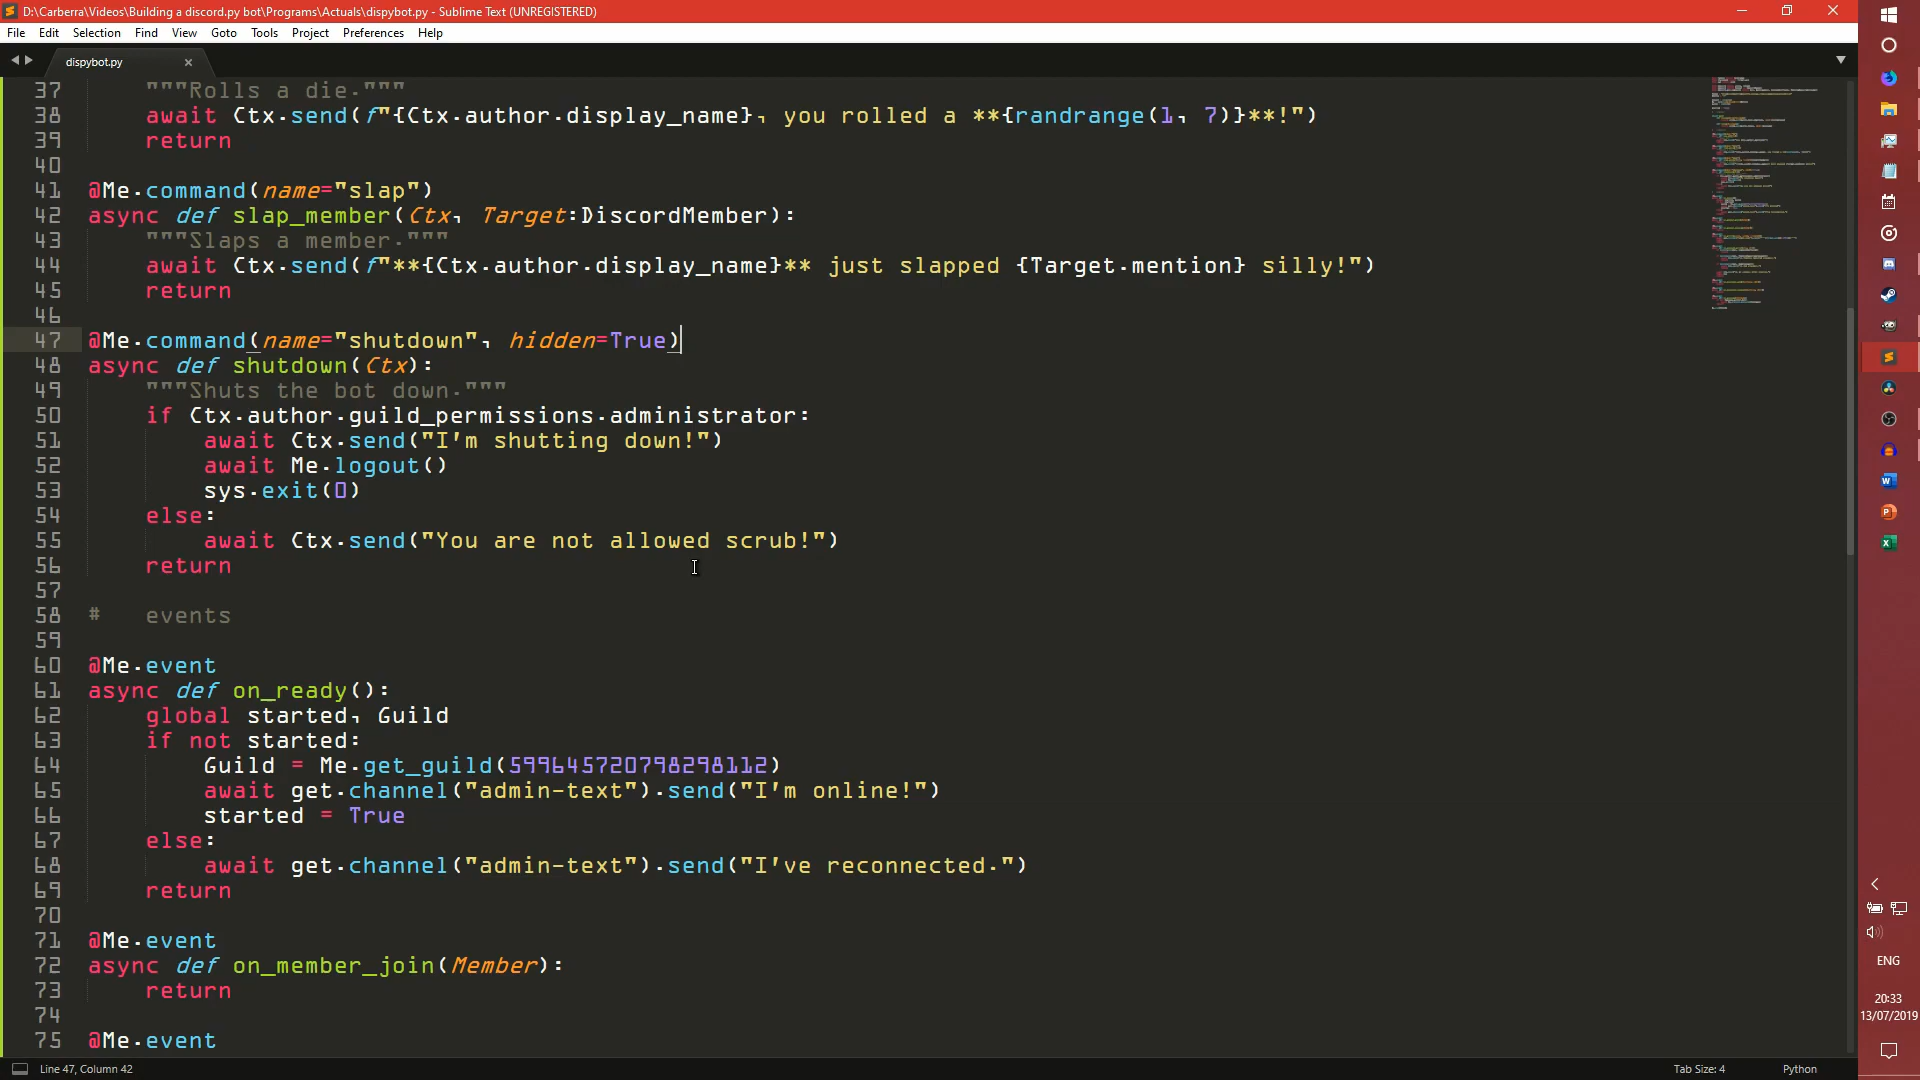 D:\Carberra\Videos\Building a discord.py bot\Programs\Actuals\dispybot.py - Sublime Text (UNREGISTERED)
File Edit Selection Find View Goto Tools Project Preferences Help
dispybot.py
37 """Rolls a die."""
38 await Ctx.send(f"{Ctx.author.display_name}, you rolled a **{randrange(1, 7)}**!")
39 return
40
41 @Me.command(name="slap")
42 async def slap_member(Ctx, Target:DiscordMember):
43 """Slaps a member."""
44 await Ctx.send(f"**{Ctx.author.display_name}** just slapped {Target.mention} silly!")
45 return
46
47 @Me.command(name="shutdown", hidden=True)
48 async def shutdown(Ctx):
49 """Shuts the bot down."""
50 if Ctx.author.guild_permissions.administrator:
51 await Ctx.send("I'm shutting down!")
52 await Me.logout()
53 sys.exit(0)
54 else:
55 await Ctx.send("You are not allowed scrub!")
56 return
57
58 # events
59
60 @Me.event
61 async def on_ready():
62 global started, Guild
63 if not started:
64 Guild = Me.get_guild(599645720798298112)
65 await get.channel("admin-text").send("I'm online!")
66 started = True
67 else:
68 await get.channel("admin-text").send("I've reconnected.")
69 return
70
71 @Me.event
72 async def on_member_join(Member):
73 return
74
75 @Me.event
Line 47, Column 42
Tab Size: 4
Python
ENG
20:33
13/07/2019